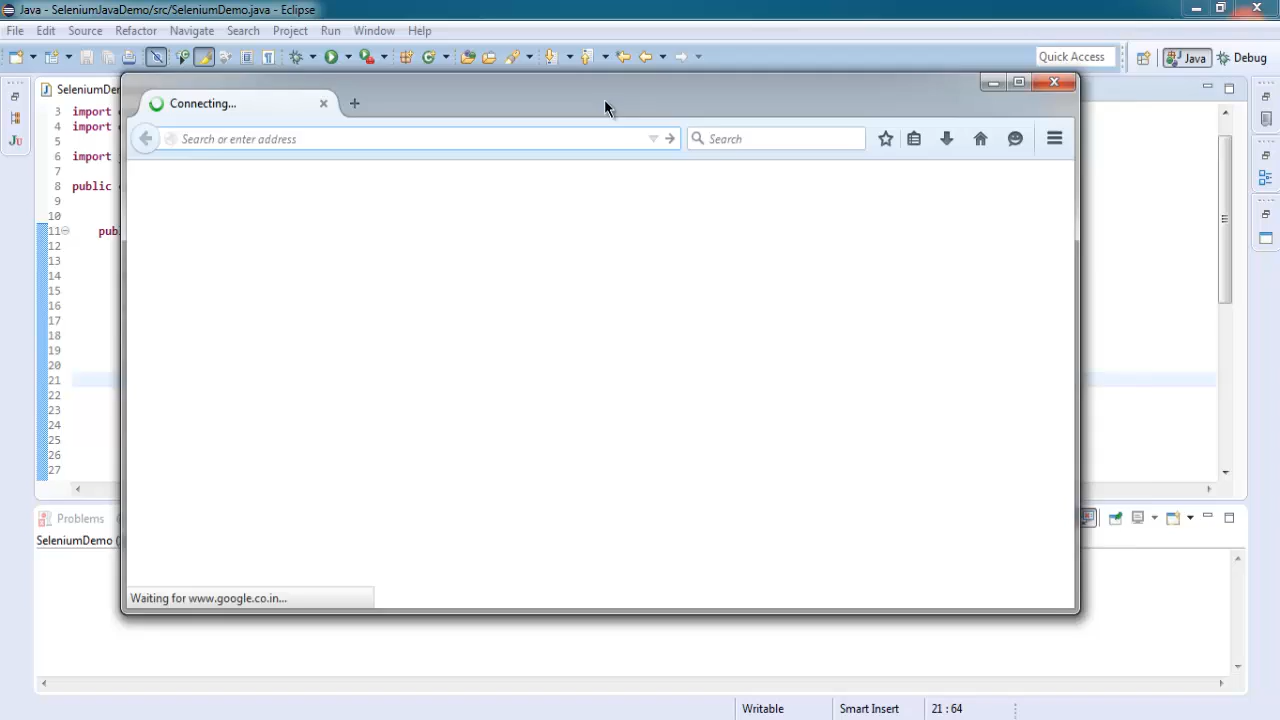 Java - SeleniumJavaDemo/src/SeleniumDemo.java - Eclipse
File Edit Source Refactor Navigate Search Project Run Window Help
Quick Access
Java
Debug
SeleniumDe
Connecting...
Search or enter address
Search
3 import
4 import
5
6 import
7
8 public
9
10
11 pub
12
13
14
15
16
17
18
19
20
21
22
23
24
25
26
27
Problems
SeleniumDemo
Waiting for www.google.co.in...
Writable Smart Insert 21 : 64